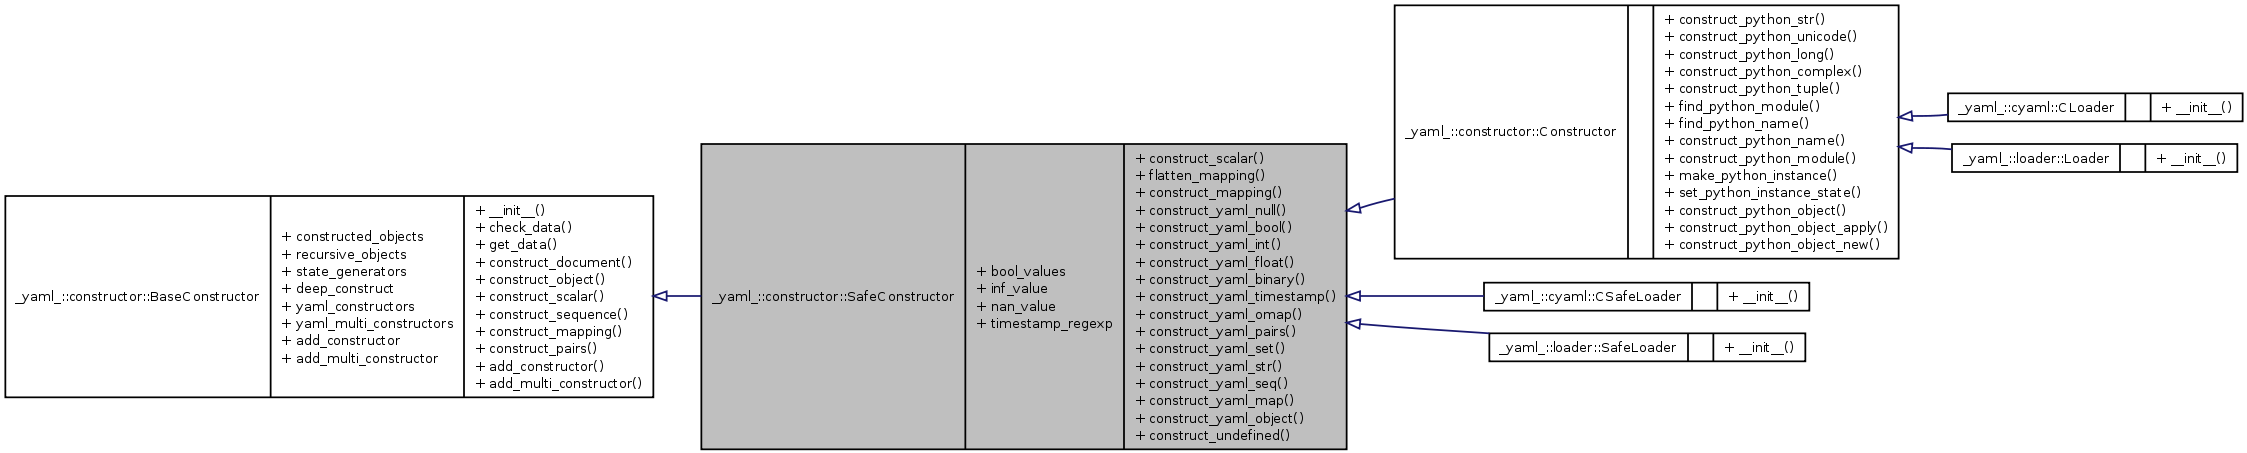 _yaml_::constructor::BaseConstructor
+ constructed_objects
+ recursive_objects
+ state_generators
+ deep_construct
+ yaml_constructors
+ yaml_multi_constructors
+ add_constructor
+ add_multi_constructor
+ __init__()
+ check_data()
+ get_data()
+ construct_document()
+ construct_object()
+ construct_scalar()
+ construct_sequence()
+ construct_mapping()
+ construct_pairs()
+ add_constructor()
+ add_multi_constructor()
_yaml_::constructor::SafeConstructor
+ bool_values
+ inf_value
+ nan_value
+ timestamp_regexp
+ construct_scalar()
+ flatten_mapping()
+ construct_mapping()
+ construct_yaml_null()
+ construct_yaml_bool()
+ construct_yaml_int()
+ construct_yaml_float()
+ construct_yaml_binary()
+ construct_yaml_timestamp()
+ construct_yaml_omap()
+ construct_yaml_pairs()
+ construct_yaml_set()
+ construct_yaml_str()
+ construct_yaml_seq()
+ construct_yaml_map()
+ construct_yaml_object()
+ construct_undefined()
_yaml_::constructor::Constructor
+ construct_python_str()
+ construct_python_unicode()
+ construct_python_long()
+ construct_python_complex()
+ construct_python_tuple()
+ find_python_module()
+ find_python_name()
+ construct_python_name()
+ construct_python_module()
+ make_python_instance()
+ set_python_instance_state()
+ construct_python_object()
+ construct_python_object_apply()
+ construct_python_object_new()
_yaml_::cyaml::CSafeLoader
+ __init__()
_yaml_::loader::SafeLoader
+ __init__()
_yaml_::cyaml::CLoader
+ __init__()
_yaml_::loader::Loader
+ __init__()